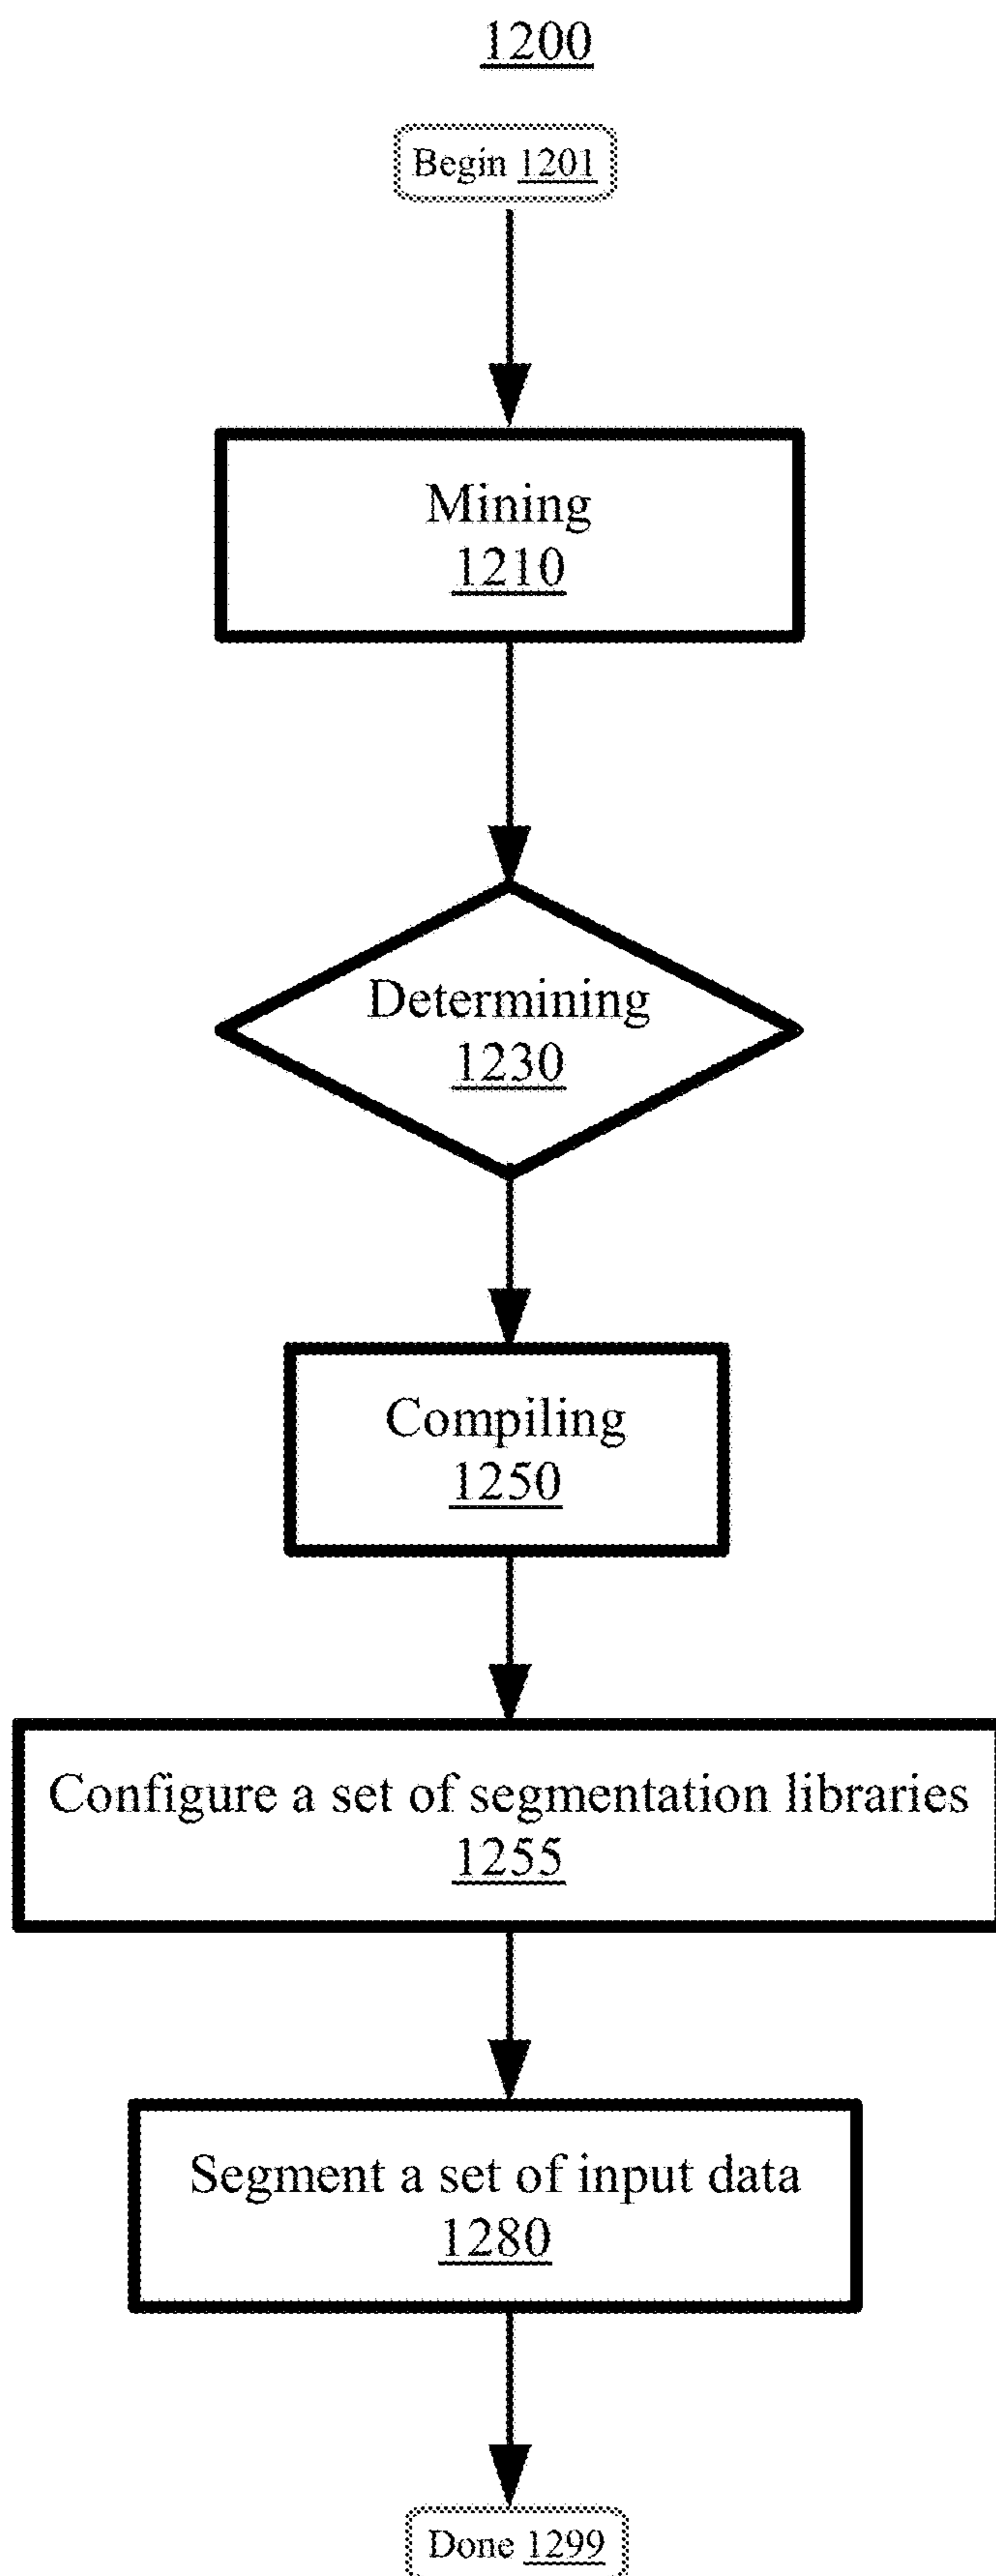 1200
Begin 1201
Mining
1210
Determining
1230
Compiling
1250
Configure a set of segmentation libraries
1255
Segment a set of input data
1280
Done 1299